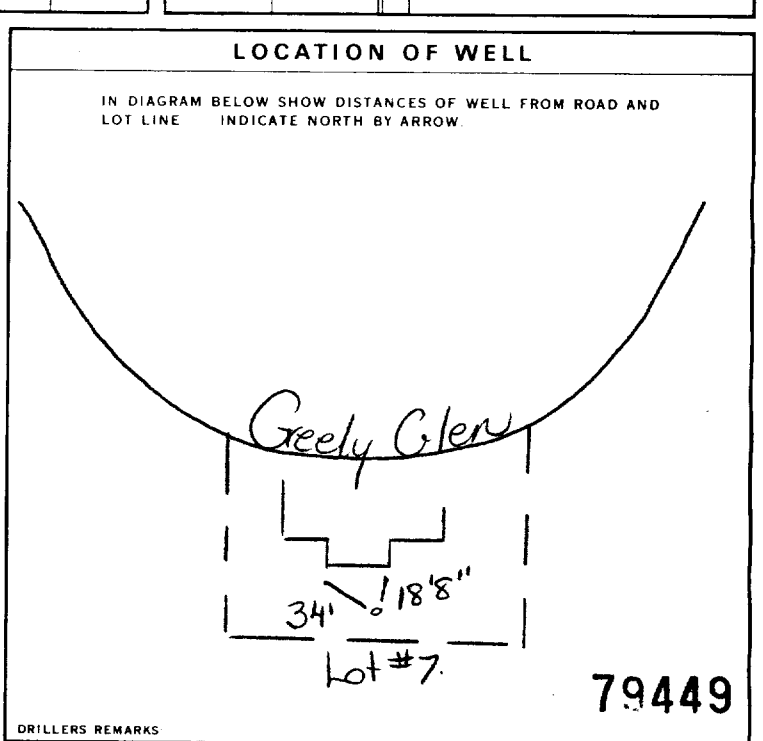 LOCATION OF WELL
IN DIAGRAM BELOW SHOW DISTANCES OF WELL FROM ROAD AND
LOT LINE INDICATE NORTH BY ARROW.
Greely Glen
34' 18'8"
Lot #7.
79449
DRILLERS REMARKS